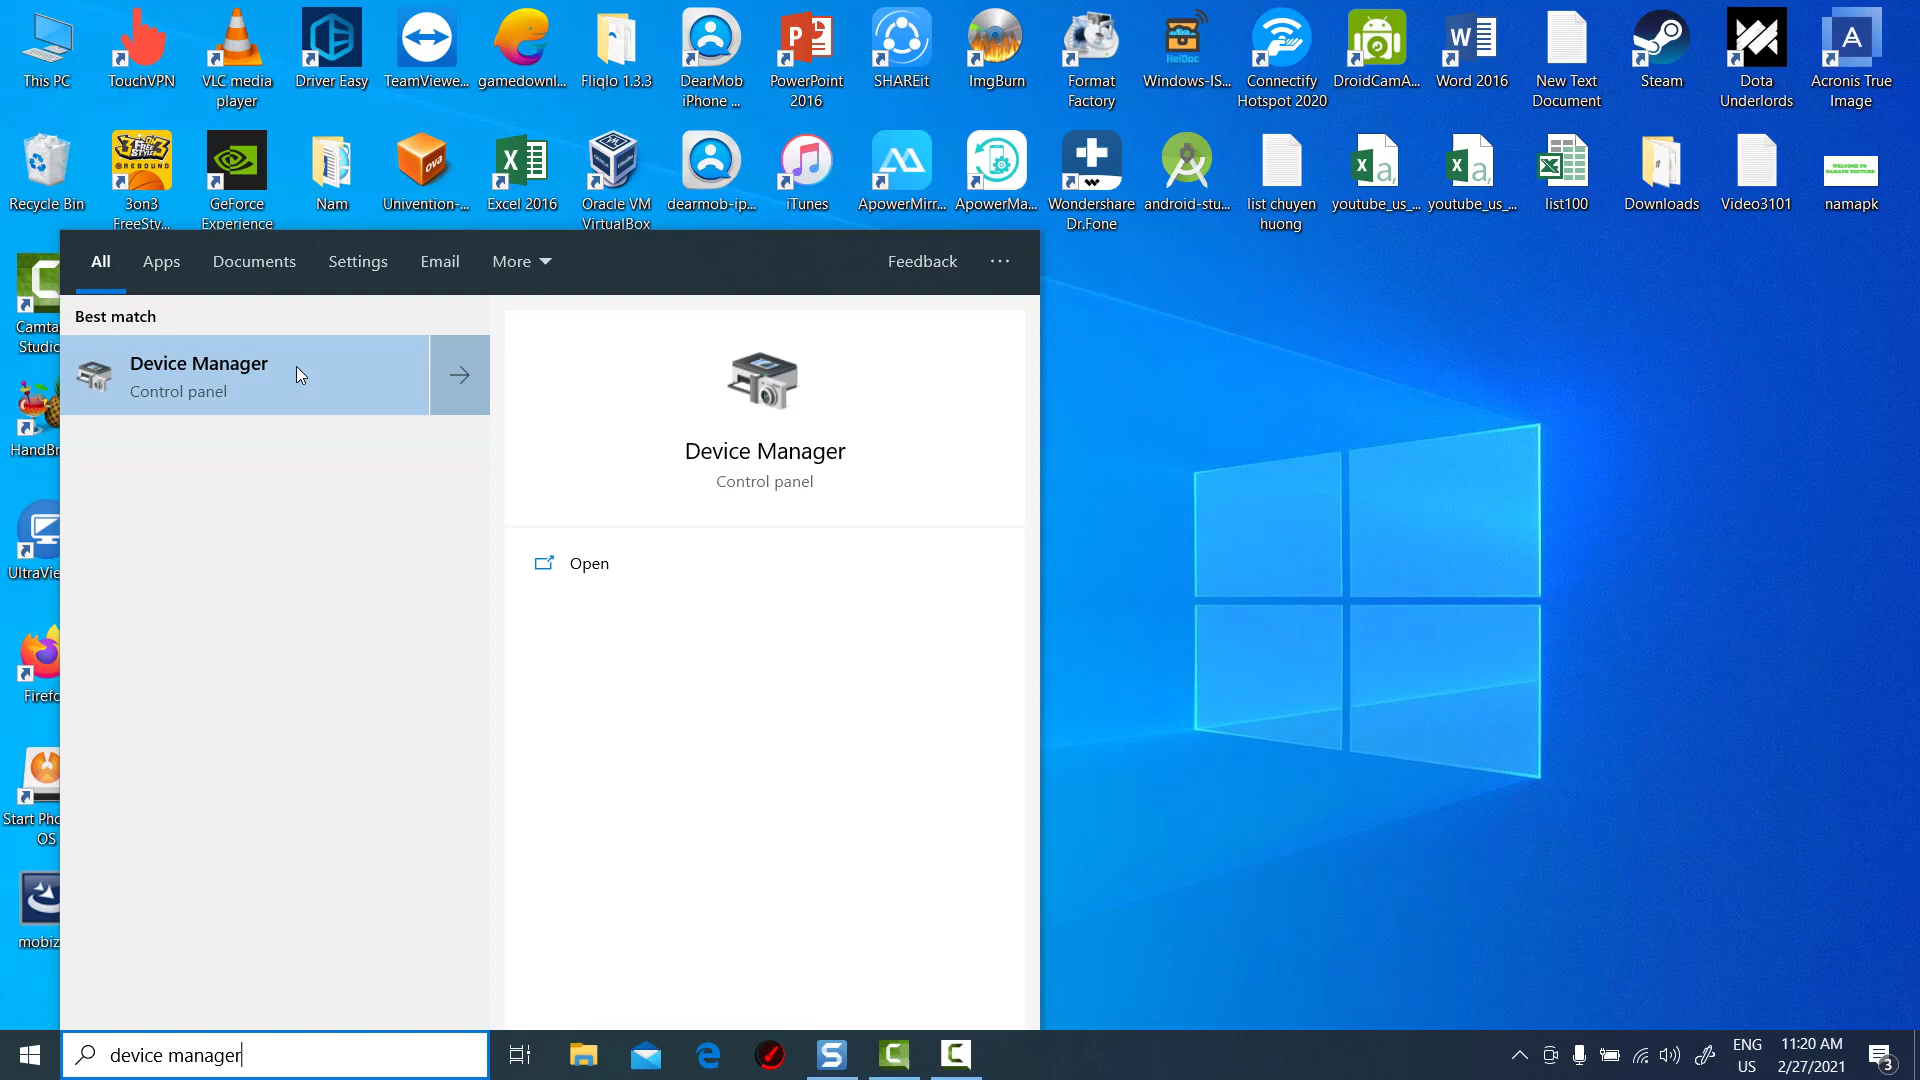 This PC
TouchVPN
VLC media player
Driver Easy
TeamViewe...
gamedownl...
Fliqlo 1.3.3
DearMob iPhone ...
PowerPoint 2016
SHAREit
ImgBurn
Format Factory
Windows-IS...
Connectify Hotspot 2020
DroidCamA...
Word 2016
New Text Document
Steam
Dota Underlords
Acronis True Image
Recycle Bin
3on3 FreeSty...
GeForce Experience
Nam
Univention-...
Excel 2016
Oracle VM VirtualBox
dearmob-ip...
iTunes
ApowerMirr...
ApowerMa...
Wondershare Dr.Fone
android-stu...
list chuyen huong
youtube_us_...
youtube_us_...
list100
Downloads
Video3101
namapk
All
Apps
Documents
Settings
Email
More
Feedback
Best match
Device Manager
Control panel
Device Manager
Control panel
Open
Camta
Studio
HandBr
UltraVie
Firefo
Start Pho
OS
mobiz
device manager
ENG
US
11:20 AM
2/27/2021
3